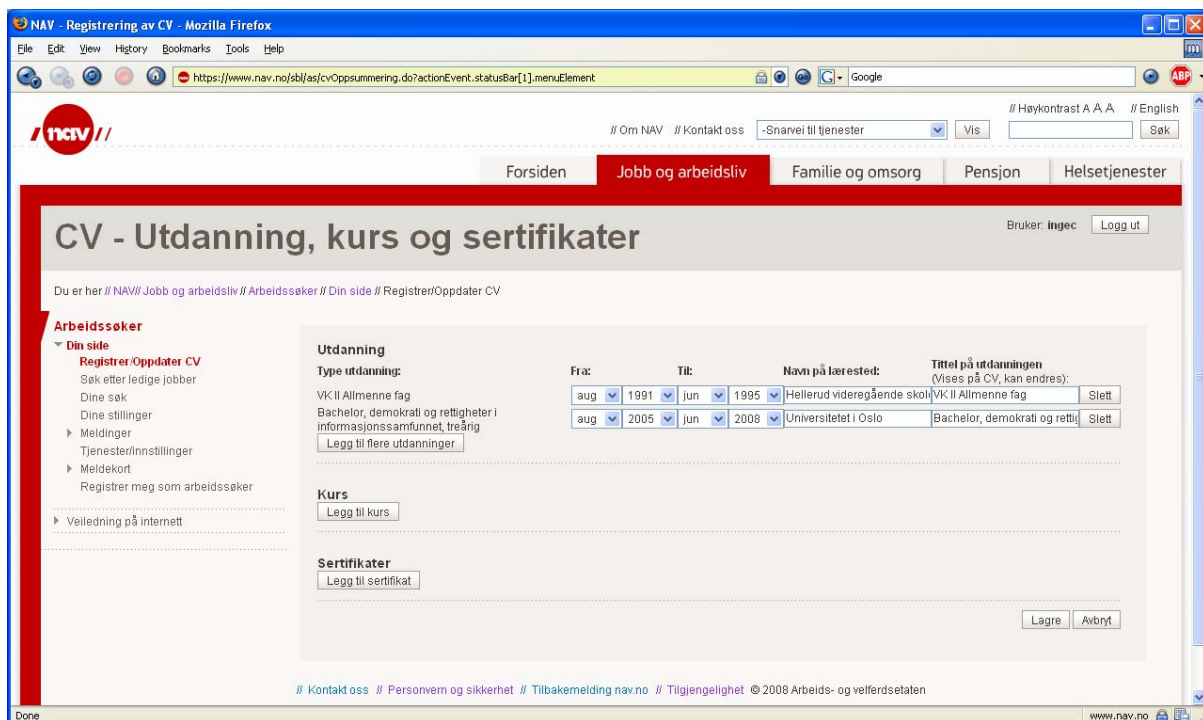 NAV - Registrering av CV - Mozilla Firefox
File Edit View History Bookmarks Tools Help
https://www.nav.no/sbl/as/cvOppsummering.do?actionEvent.statusBar[1].menuElement
G Google
ABP
// Høykontrast A A A // English
nav
// Om NAV // Kontakt oss -Snarvei til tjenester Vis Søk
Forsiden Jobb og arbeidsliv Familie og omsorg Pensjon Helsetjenester
CV - Utdanning, kurs og sertifikater
Bruker: ingec Logg ut
Du er her // NAV// Jobb og arbeidsliv // Arbeidssøker // Din side // Registrer/Oppdater CV
Arbeidssøker
Din side
Registrer/Oppdater CV
Søk etter ledige jobber
Dine søk
Dine stillinger
Meldinger
Tjenester/innstillinger
Meldekort
Registrer meg som arbeidssøker
Veiledning på internett
Utdanning
Type utdanning: Fra: Til: Navn på lærested: Tittel på utdanningen
(Vises på CV, kan endres):
VK II Allmenne fag aug 1991 jun 1995 Hellerud videregående skole VK II Allmenne fag Slett
Bachelor, demokrati og rettigheter i
informasjonssamfunnet, treårig aug 2005 jun 2008 Universitetet i Oslo Bachelor, demokrati og rettig Slett
Legg til flere utdanninger
Kurs
Legg til kurs
Sertifikater
Legg til sertifikat
Lagre Avbryt
// Kontakt oss // Personvern og sikkerhet // Tilbakemelding nav.no // Tilgjengelighet © 2008 Arbeids- og velferdsetaten
Done www.nav.no